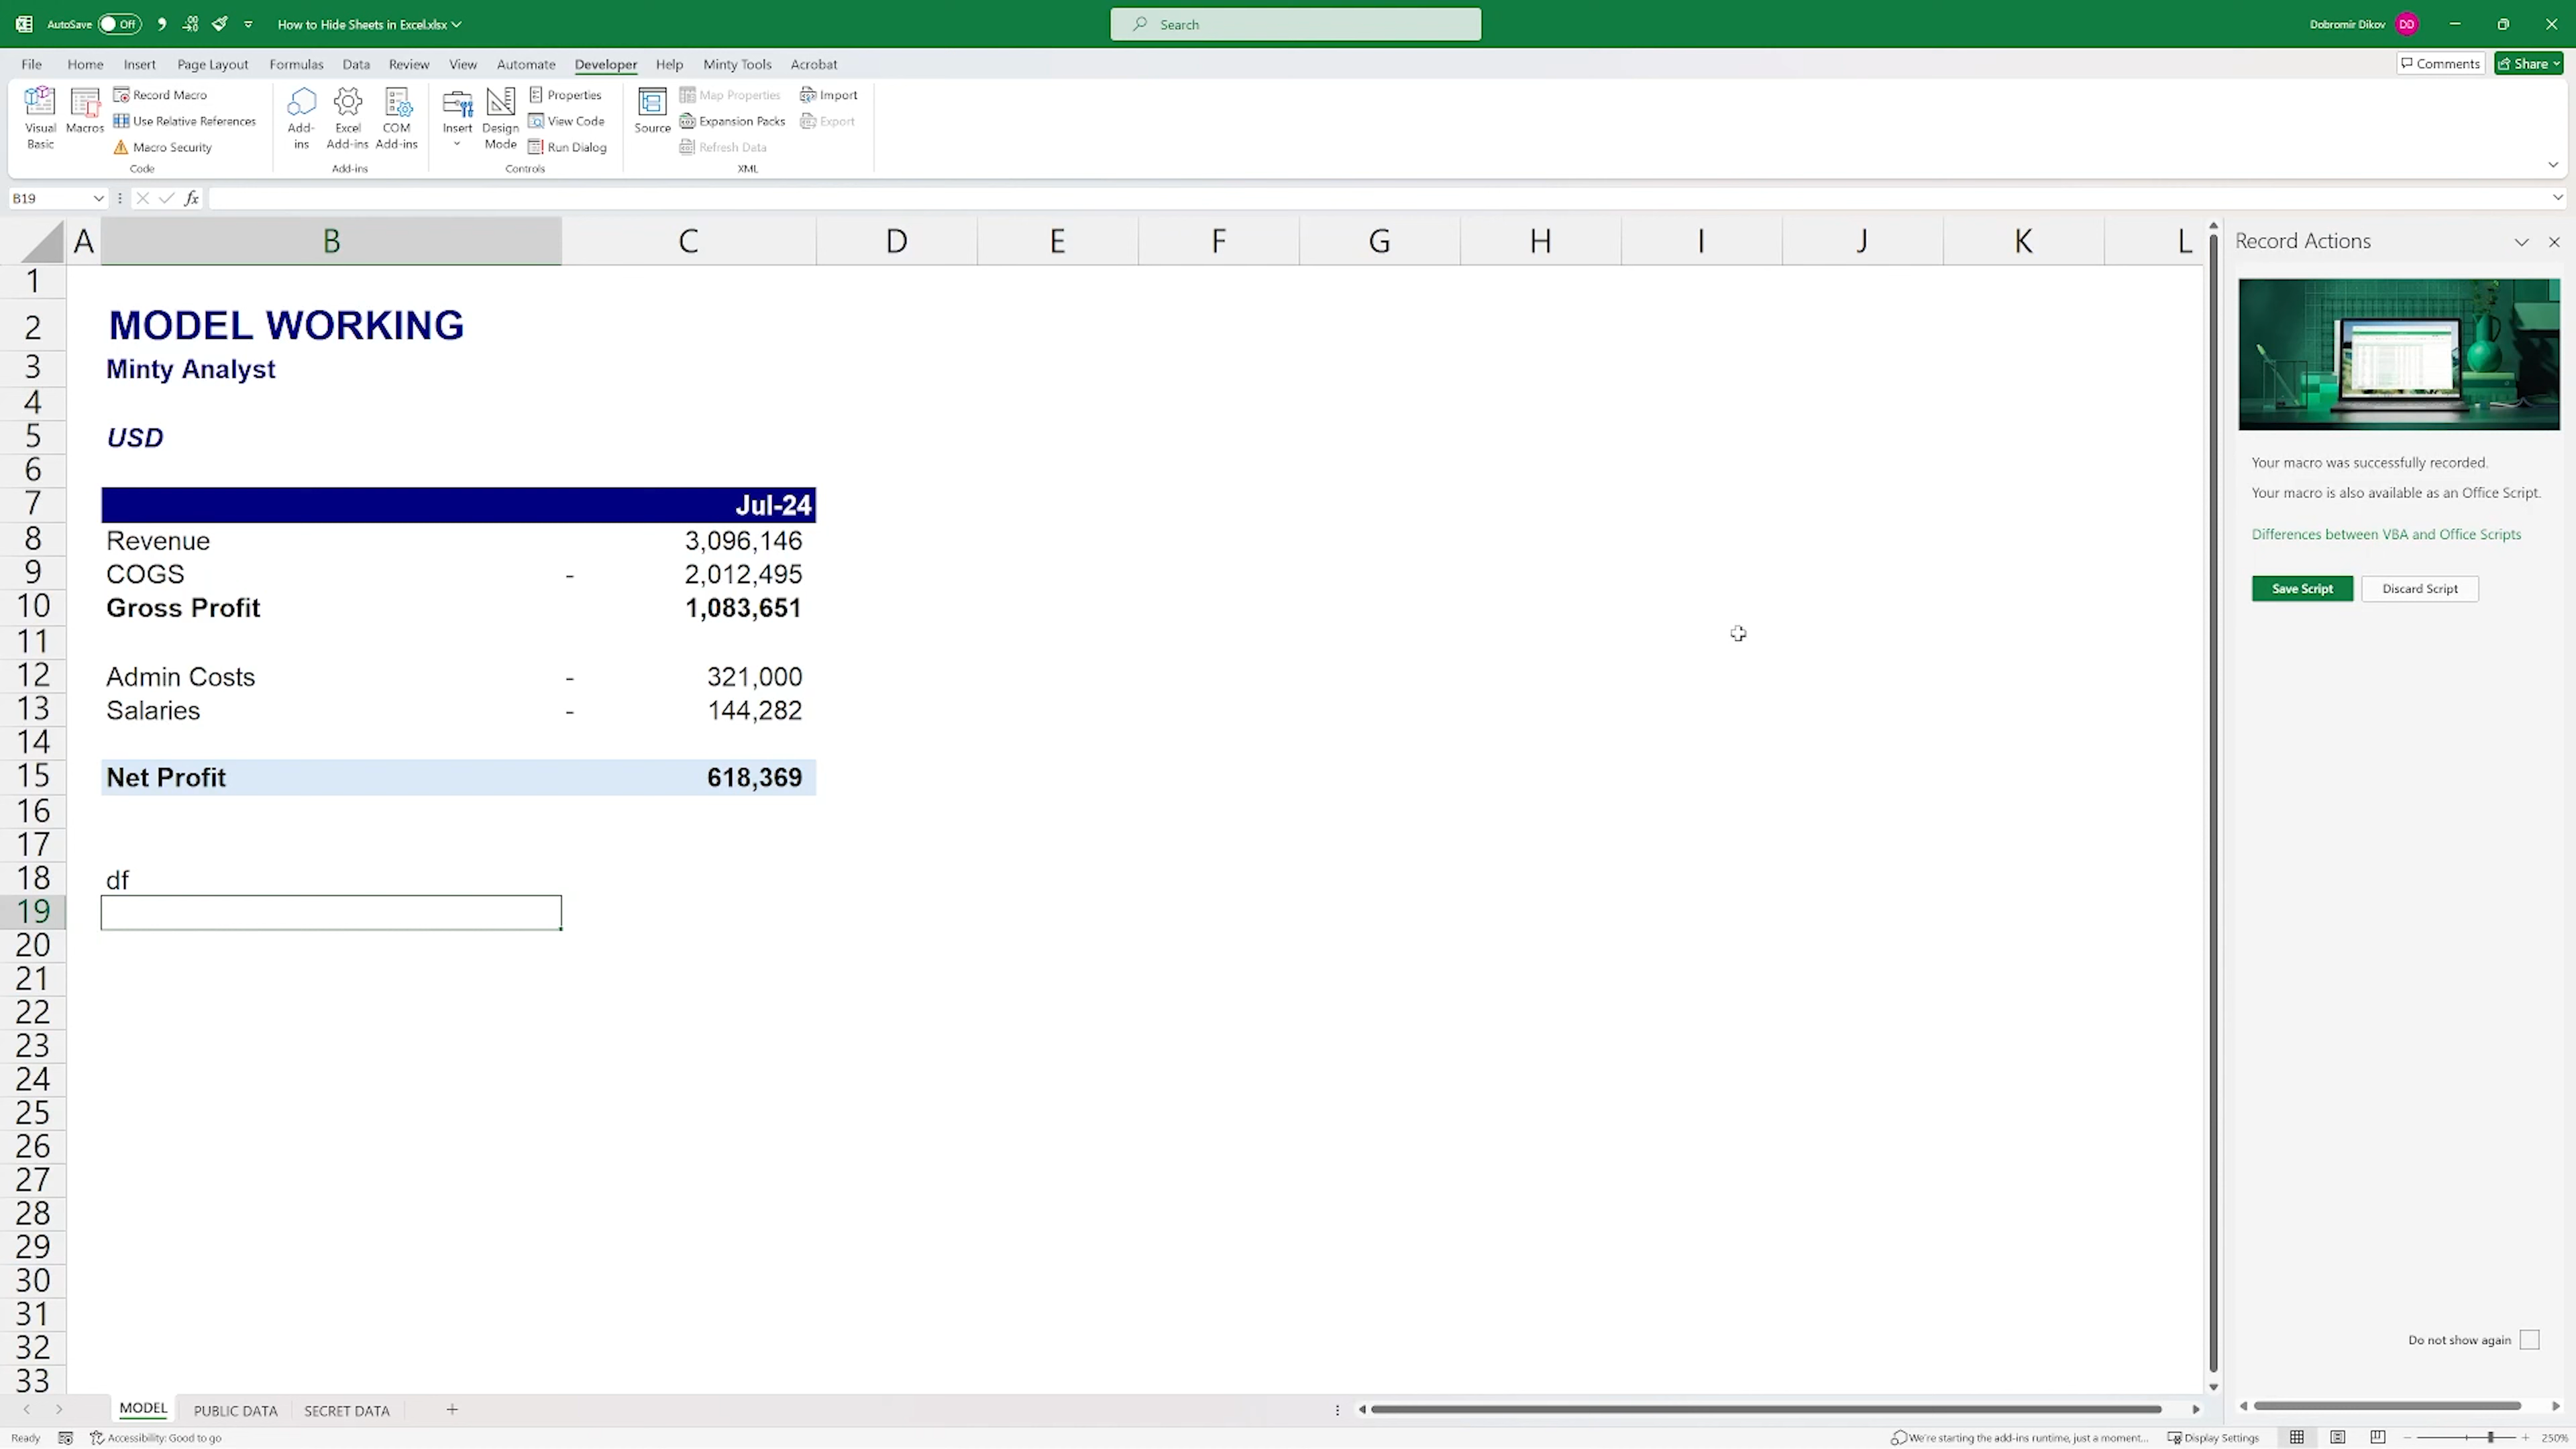 AutoSave Off How to Hide Sheets in Excel.xlsx Search Dobromir Dikov DD
File Home Insert Page Layout Formulas Data Review View Automate Developer Help Minty Tools Acrobat Comments Share
Visual Basic
Macros
Record Macro
Use Relative References
Macro Security
Code
Add-ins
Excel Add-ins
COM Add-ins
Add-ins
Insert
Design Mode
Properties
View Code
Run Dialog
Controls
Source
Map Properties
Expansion Packs
Refresh Data
Import
Export
XML
B19 fx
A B C D E F G H I J K L
1
2 MODEL WORKING
3 Minty Analyst
4
5 USD
6
7 Jul-24
8 Revenue 3,096,146
9 COGS - 2,012,495
10 Gross Profit 1,083,651
11
12 Admin Costs - 321,000
13 Salaries - 144,282
14
15 Net Profit 618,369
16
17
18 df
19
20
21
22
23
24
25
26
27
28
29
30
31
32
33
Record Actions
Your macro was successfully recorded.
Your macro is also available as an Office Script.
Differences between VBA and Office Scripts
Save Script Discard Script
Do not show again
MODEL PUBLIC DATA SECRET DATA +
Ready Accessibility: Good to go We're starting the add-ins runtime, just a moment... Display Settings 250%